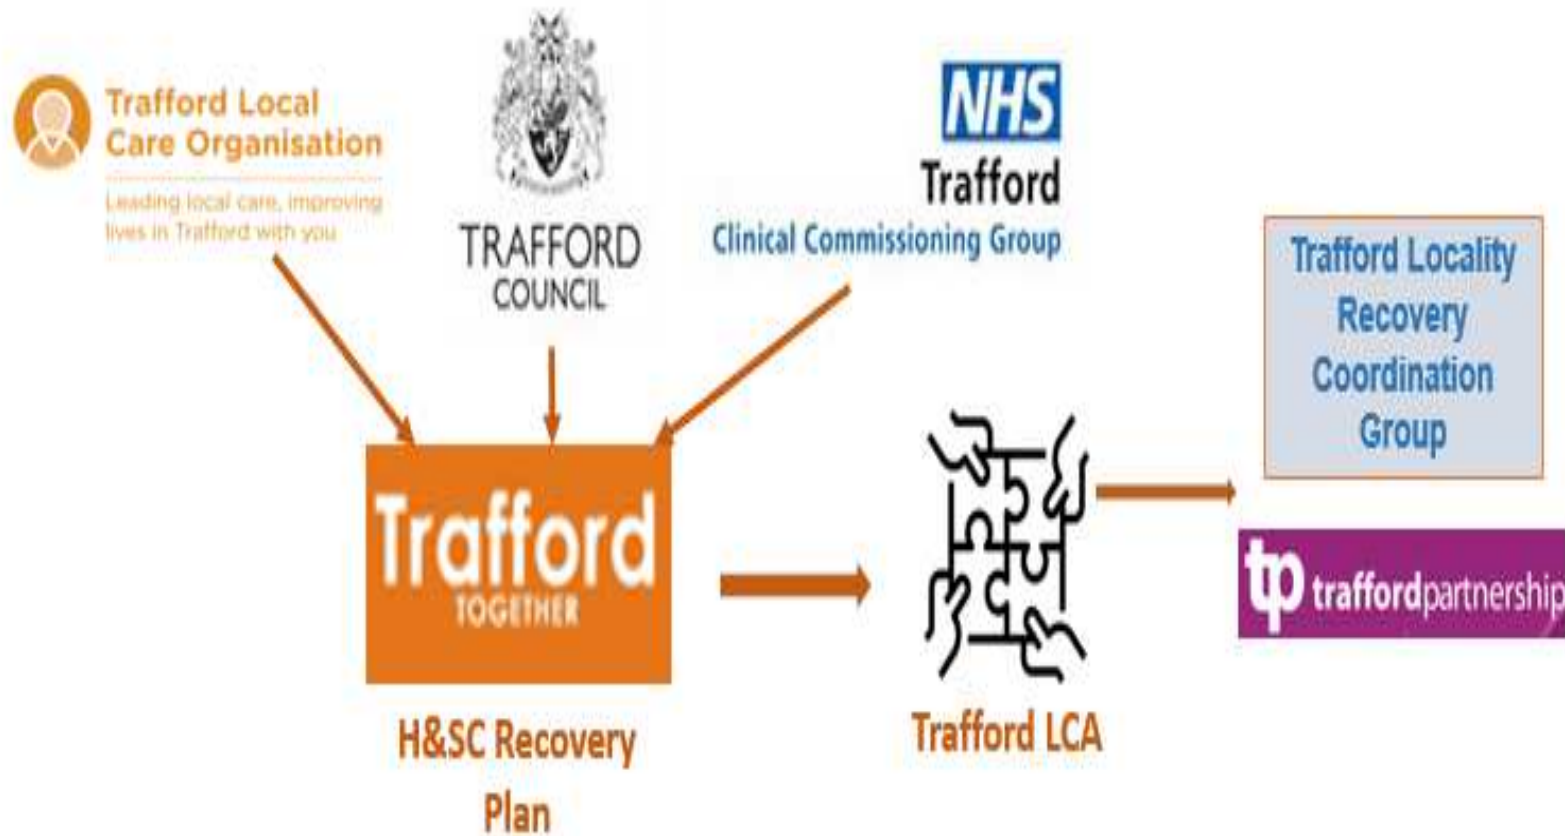 Trafford Local
Care Organisation
Leading local care, improving
lives in Trafford with you
TRAFFORD
COUNCIL
NHS
Trafford
Clinical Commissioning Group
Trafford Locality
Recovery
Coordination
Group
Trafford
TOGETHER
H&SC Recovery
Plan
Trafford LCA
tp traffordpartnership